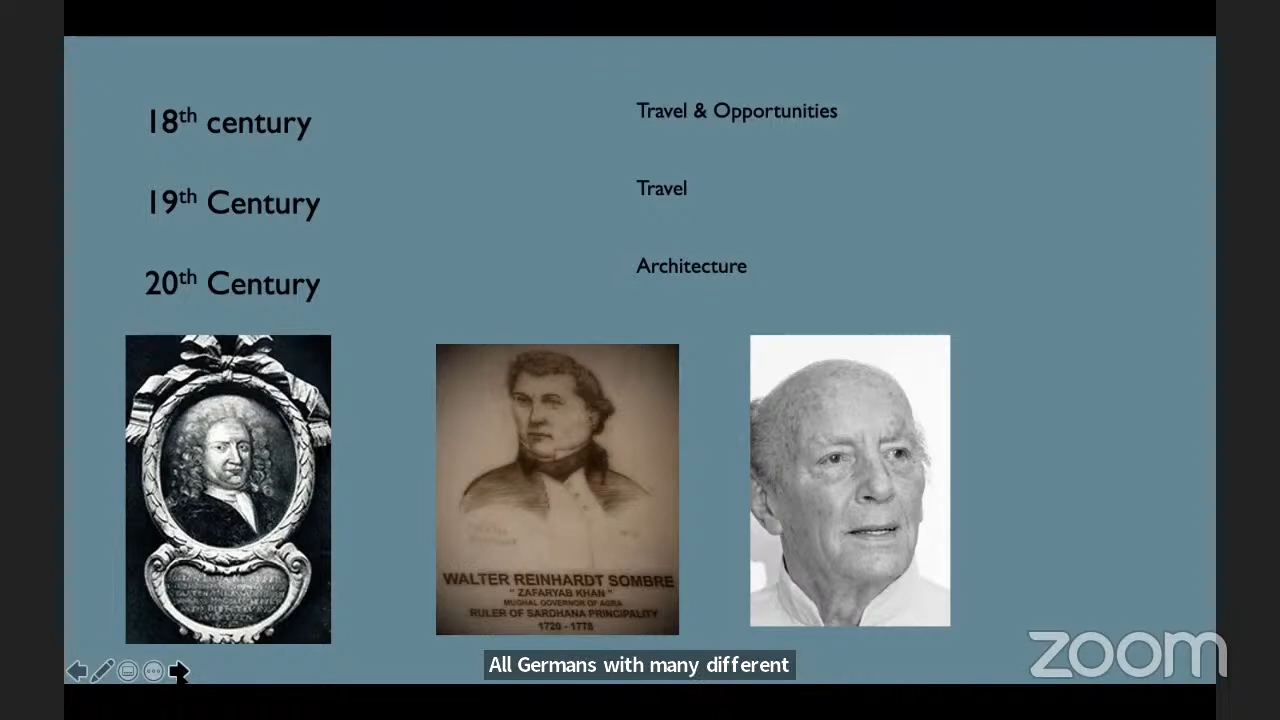 18th century
Travel & Opportunities
19th Century
Travel
20th Century
Architecture
WALTER REINHARDT SOMBRE
" ZAFARYAB KHAN "
MUGHAL GOVERNOR OF AGRA
RULER OF SARDHANA PRINCIPALITY
1720 - 1778
All Germans with many different
zoom